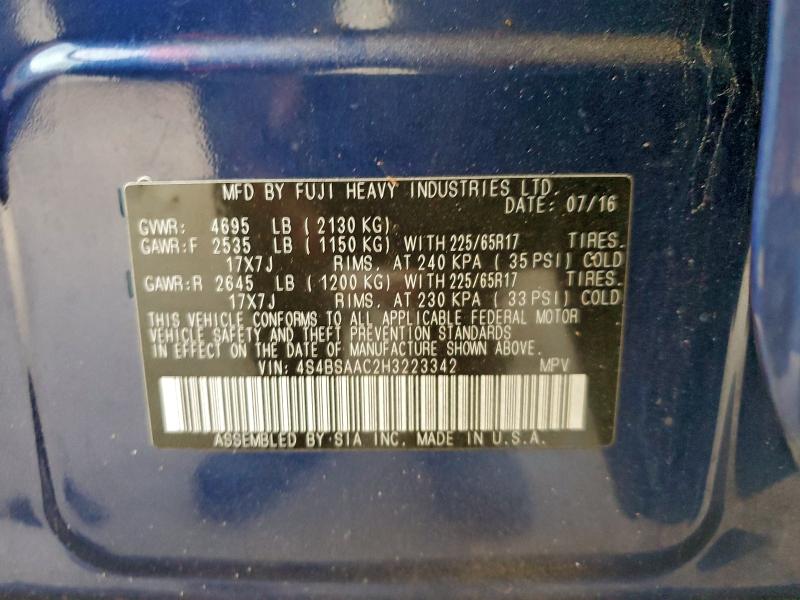 MFD BY FUJI HEAVY INDUSTRIES LTD.
DATE: 07/16
GVWR: 4695 LB (2130 KG)
GAWR:F 2535 LB (1150 KG) WITH 225/65R17 TIRES.
17X7J RIMS. AT 240 KPA (35 PSI) COLD
GAWR:R 2645 LB (1200 KG) WITH 225/65R17 TIRES.
17X7J RIMS. AT 230 KPA (33 PSI) COLD
THIS VEHICLE CONFORMS TO ALL APPLICABLE FEDERAL MOTOR
VEHICLE SAFETY AND THEFT PREVENTION STANDARDS
IN EFFECT ON THE DATE OF MANUFACTURE SHOWN ABOVE.
VIN: 4S4BSAAC2H3223342 MPV
ASSEMBLED BY SIA INC. MADE IN U.S.A.